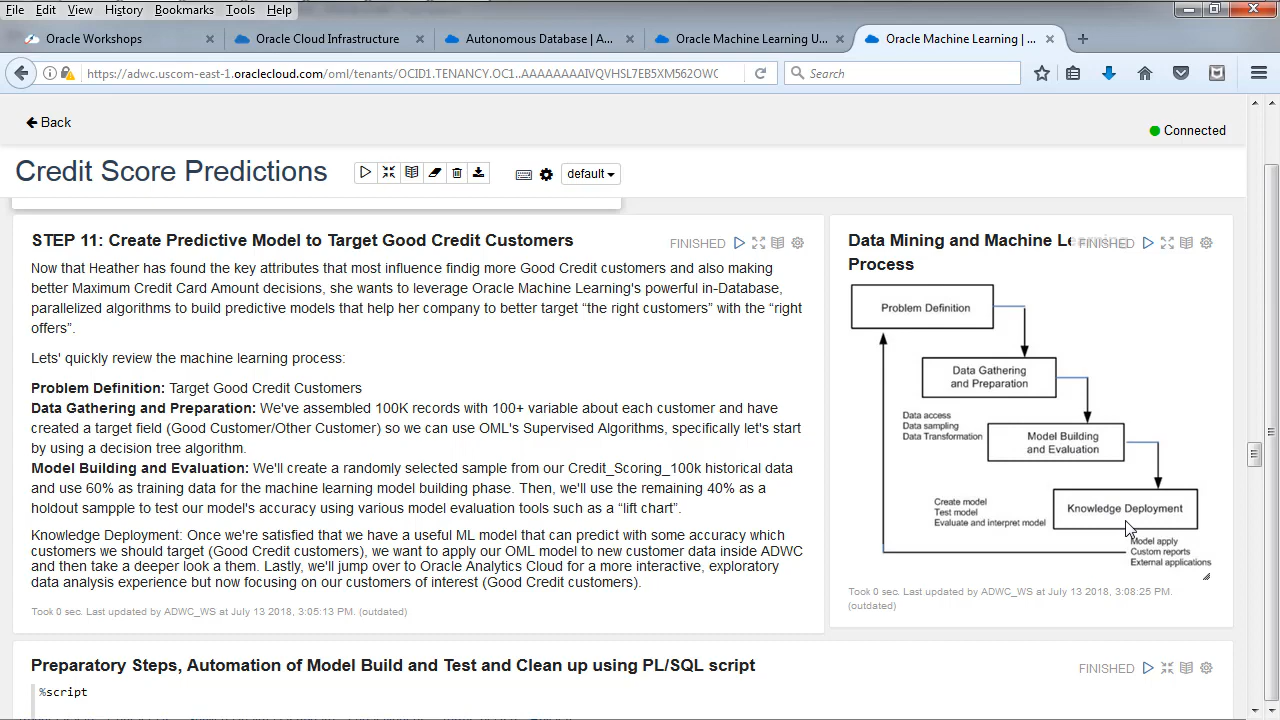 File Edit View History Bookmarks Tools Help
Oracle Workshops
Oracle Cloud Infrastructure
Autonomous Database | A...
Oracle Machine Learning U...
Oracle Machine Learning | ...
https://adwc.uscom-east-1.oraclecloud.com/oml/tenants/OCID1.TENANCY.OC1..AAAAAAAAIVQVHSL7EB5XM562OWC
Search
Back
Connected
Credit Score Predictions
default
STEP 11: Create Predictive Model to Target Good Credit Customers
FINISHED
Now that Heather has found the key attributes that most influence findig more Good Credit customers and also making
better Maximum Credit Card Amount decisions, she wants to leverage Oracle Machine Learning's powerful in-Database,
parallelized algorithms to build predictive models that help her company to better target “the right customers” with the “right
offers”.
Lets' quickly review the machine learning process:
Problem Definition: Target Good Credit Customers
Data Gathering and Preparation: We've assembled 100K records with 100+ variable about each customer and have
created a target field (Good Customer/Other Customer) so we can use OML's Supervised Algorithms, specifically let's start
by using a decision tree algorithm.
Model Building and Evaluation: We'll create a randomly selected sample from our Credit_Scoring_100k historical data
and use 60% as training data for the machine learning model building phase. Then, we'll use the remaining 40% as a
holdout sampple to test our model's accuracy using various model evaluation tools such as a “lift chart”.
Knowledge Deployment: Once we're satisfied that we have a useful ML model that can predict with some accuracy which
customers we should target (Good Credit customers), we want to apply our OML model to new customer data inside ADWC
and then take a deeper look a them. Lastly, we'll jump over to Oracle Analytics Cloud for a more interactive, exploratory
data analysis experience but now focusing on our customers of interest (Good Credit customers).
Took 0 sec. Last updated by ADWC_WS at July 13 2018, 3:05:13 PM. (outdated)
Data Mining and Machine Learning
FINISHED
Process
Problem Definition
Data Gathering
and Preparation
Data access
Data sampling
Data Transformation
Model Building
and Evaluation
Create model
Test model
Evaluate and interpret model
Knowledge Deployment
Model apply
Custom reports
External applications
Took 0 sec. Last updated by ADWC_WS at July 13 2018, 3:08:25 PM.
(outdated)
Preparatory Steps, Automation of Model Build and Test and Clean up using PL/SQL script
FINISHED
%script